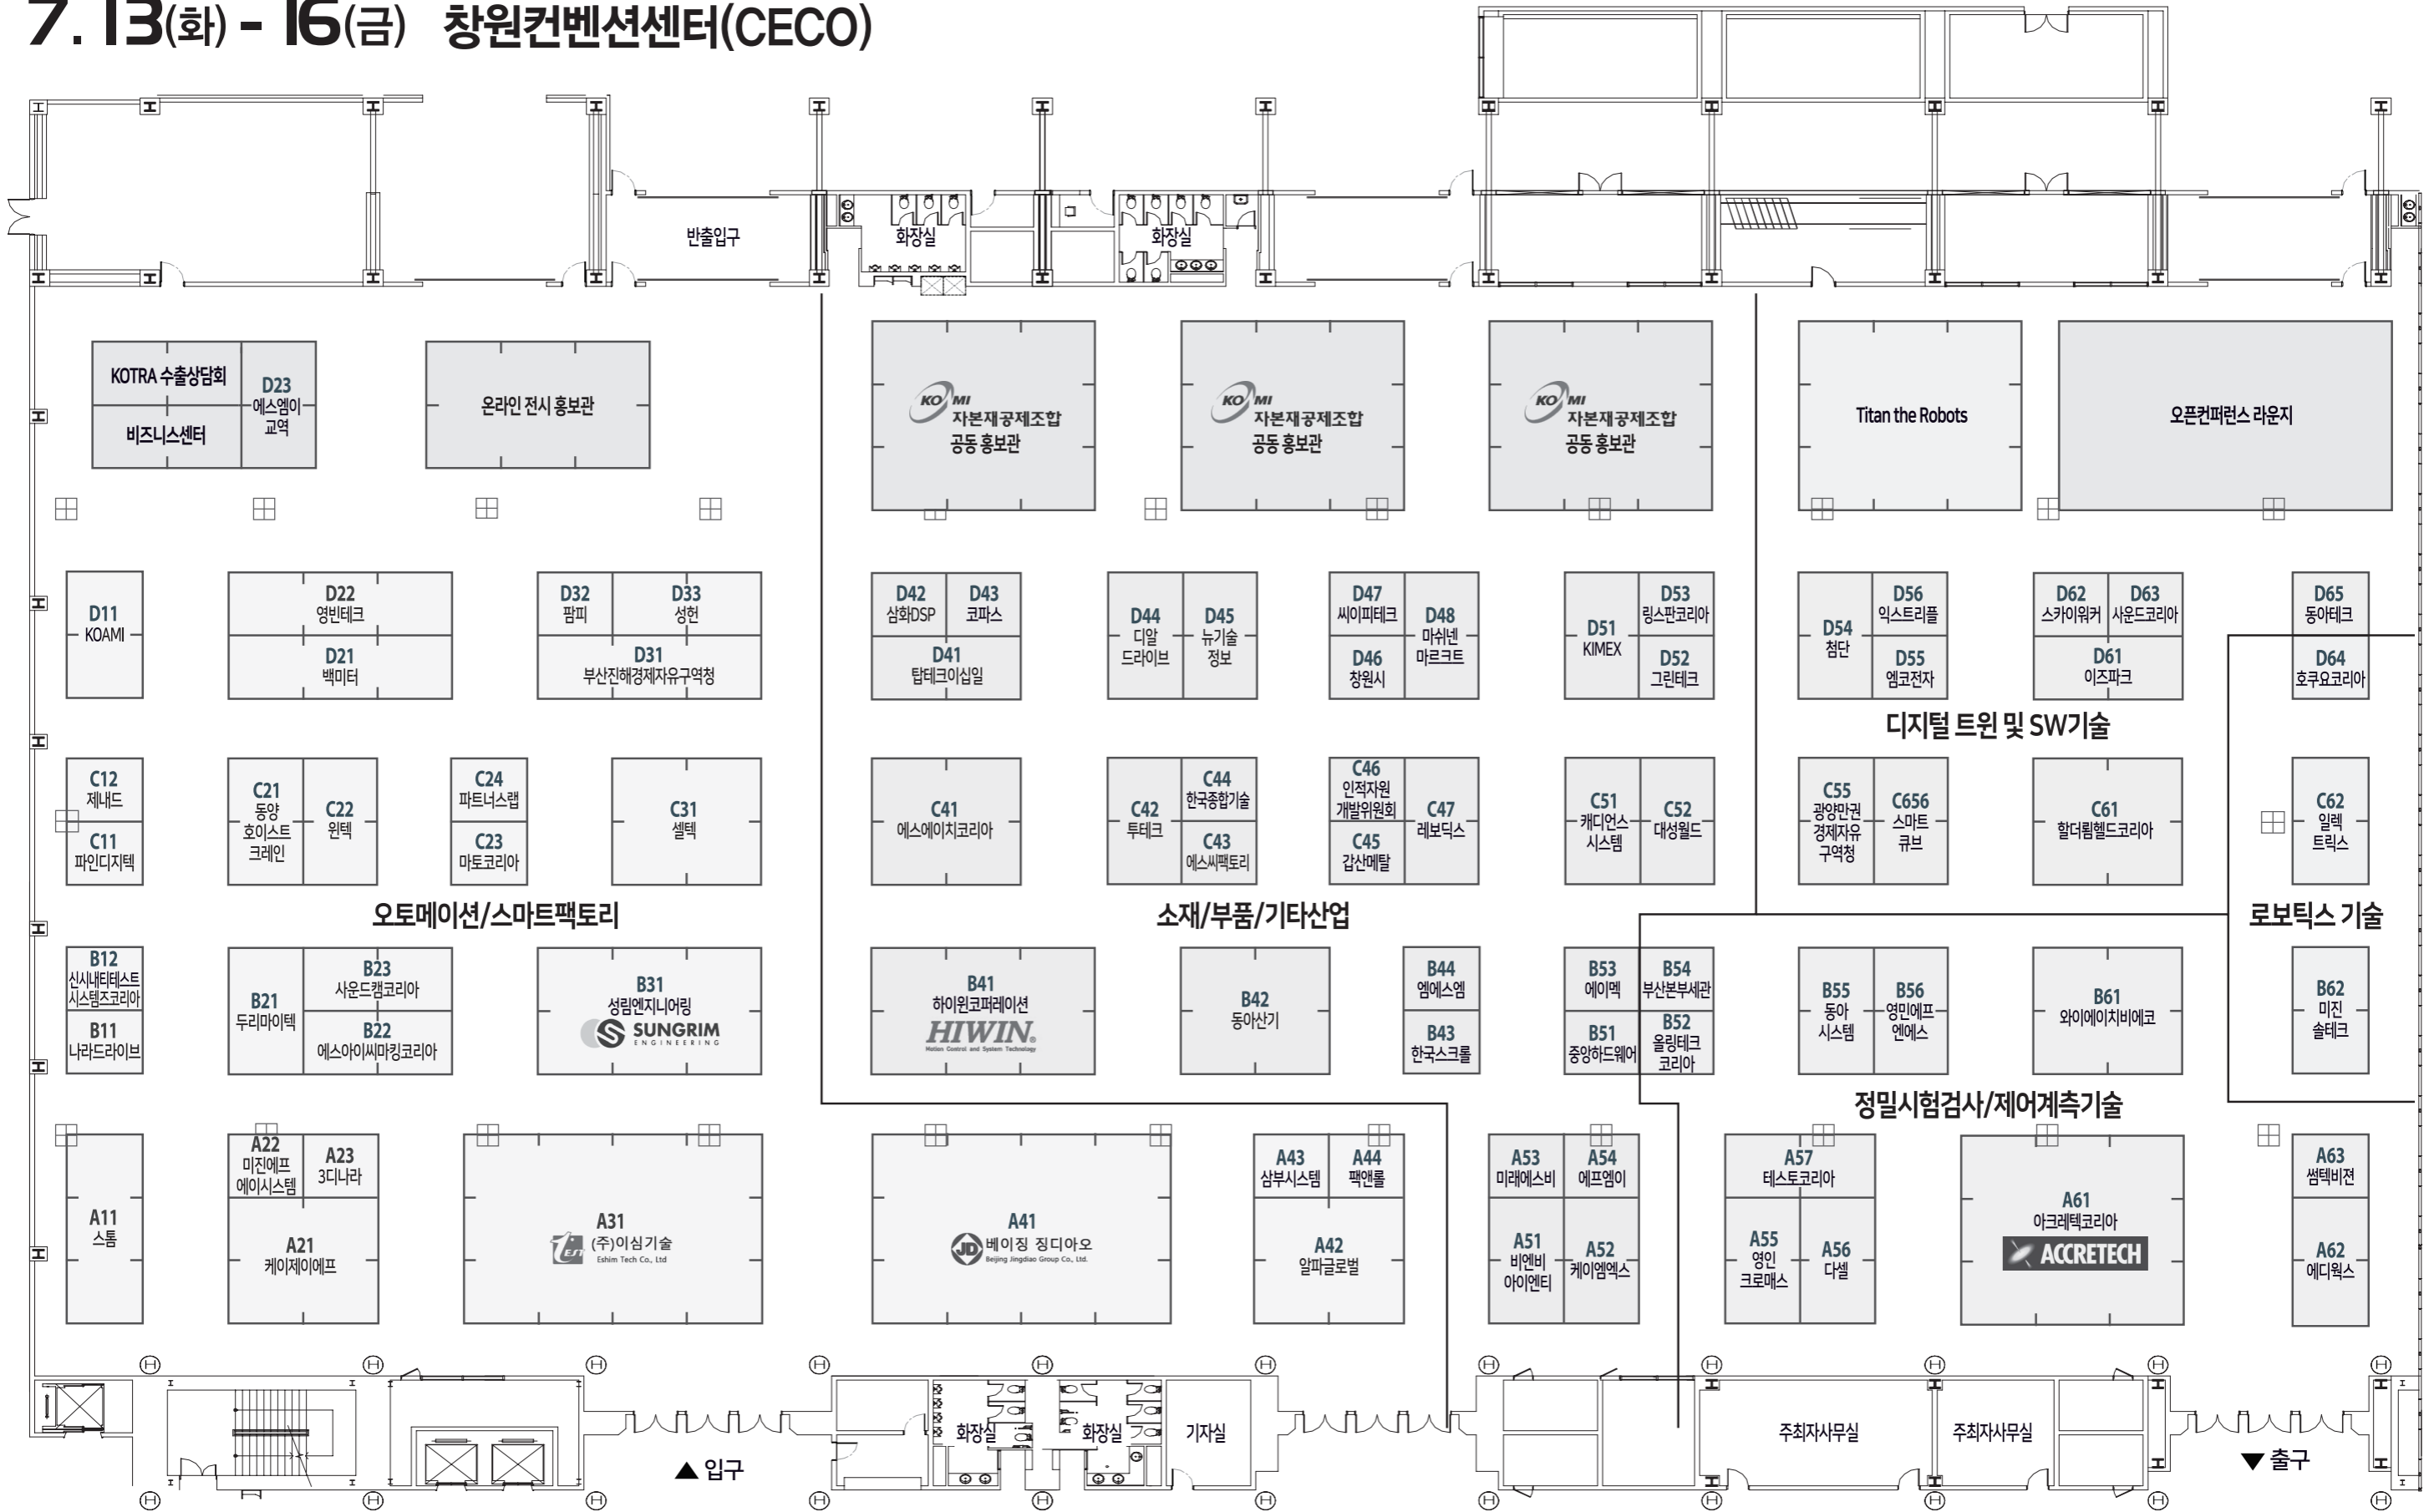 7. 13(화) - 16(금) 창원컨벤션센터(CECO)
반출입구
화장실
화장실
KOTRA 수출상담회
비즈니스센터
D23
에스엠이
교역
온라인 전시 홍보관
KOMI
자본재공제조합
공동 홍보관
KOMI
자본재공제조합
공동 홍보관
KOMI
자본재공제조합
공동 홍보관
Titan the Robots
오픈컨퍼런스 라운지
D11
KOAMI
D22
영빈테크
D21
백미터
D32
팜피
D33
성헌
D31
부산진해경제자유구역청
D42
삼화DSP
D43
코파스
D41
탑테크이십일
D44
디알
드라이브
D45
뉴기술
정보
D47
씨이피테크
D46
창원시
D48
마쉬넨
마르크트
D51
KIMEX
D53
링스판코리아
D52
그린테크
D54
첨단
D56
익스트리플
D55
엠코전자
D62
스카이워커
D63
사운드코리아
D61
이즈파크
D65
동아테크
D64
호쿠요코리아
디지털 트윈 및 SW기술
C12
제내드
C11
파인디지텍
C21
동양
호이스트
크레인
C22
윈텍
C24
파트너스랩
C23
마토코리아
C31
셀텍
C41
에스에이치코리아
C42
투테크
C44
한국종합기술
C43
에스씨팩토리
C46
인적자원
개발위원회
C45
갑산메탈
C47
레보딕스
C51
캐디언스
시스템
C52
대성월드
C55
광양만권
경제자유
구역청
C656
스마트
큐브
C61
할더륌헬드코리아
C62
일렉
트릭스
오토메이션/스마트팩토리
소재/부품/기타산업
로보틱스 기술
B12
신시내티테스트
시스템즈코리아
B11
나라드라이브
B21
두리마이텍
B23
사운드캠코리아
B22
에스아이씨마킹코리아
B31
성림엔지니어링
SUNGRIM
ENGINEERING
B41
하이윈코퍼레이션
HIWIN®
Motion Control and System Technology
B42
동아산기
B44
엠에스엠
B43
한국스크롤
B53
에이멕
B54
부산본부세관
B51
중앙하드웨어
B52
올링테크
코리아
B55
동아
시스템
B56
영민에프
엔에스
B61
와이에이치비에코
B62
미진
솔테크
정밀시험검사/제어계측기술
A11
스톰
A22
미진에프
에이시스템
A23
3디나라
A21
케이제이에프
A31
TEST
(주)이심기술
Eshim Tech Co., Ltd
A41
JD
베이징 징디아오
Beijing Jingdiao Group Co., Ltd.
A43
삼부시스템
A44
팩앤롤
A42
알파글로벌
A53
미래에스비
A54
에프엠이
A51
비엔비
아이엔티
A52
케이엠엑스
A57
테스토코리아
A55
영인
크로매스
A56
다셀
A61
아크레텍코리아
ACCRETECH
A63
썸텍비젼
A62
에디웍스
▲ 입구
화장실
화장실
기자실
주최자사무실
주최자사무실
▼ 출구